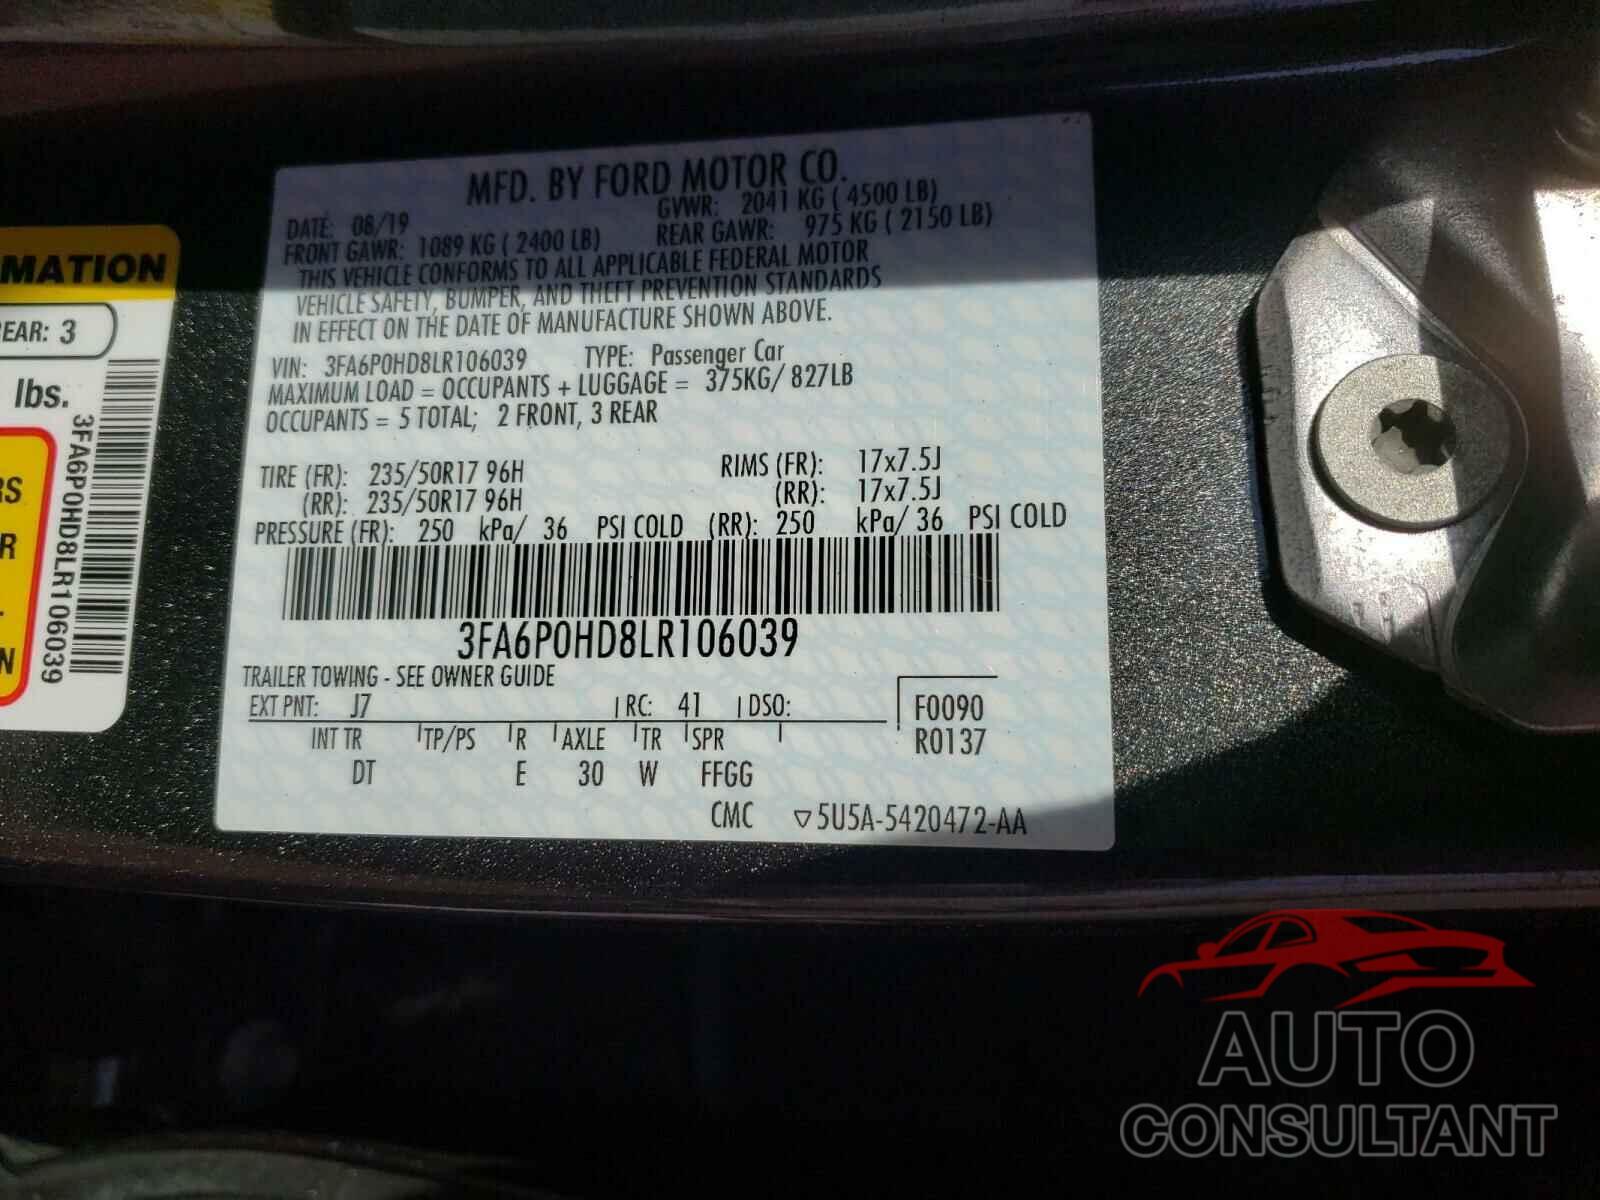 MFD. BY FORD MOTOR CO.
DATE: 08/19 GVWR: 2041 KG ( 4500 LB)
FRONT GAWR: 1089 KG ( 2400 LB) REAR GAWR: 975 KG ( 2150 LB)
THIS VEHICLE CONFORMS TO ALL APPLICABLE FEDERAL MOTOR
VEHICLE SAFETY, BUMPER, AND THEFT PREVENTION STANDARDS
IN EFFECT ON THE DATE OF MANUFACTURE SHOWN ABOVE.
VIN: 3FA6P0HD8LR106039 TYPE: Passenger Car
MAXIMUM LOAD = OCCUPANTS + LUGGAGE = 375KG/ 827LB
OCCUPANTS = 5 TOTAL; 2 FRONT, 3 REAR
TIRE (FR): 235/50R17 96H RIMS (FR): 17x7.5J
(RR): 235/50R17 96H (RR): 17x7.5J
PRESSURE (FR): 250 kPa/ 36 PSI COLD (RR): 250 kPa/ 36 PSI COLD
3FA6P0HD8LR106039
TRAILER TOWING - SEE OWNER GUIDE
EXT PNT: J7 RC: 41 DSO: F0090
INT TR TP/PS R AXLE TR SPR R0137
DT E 30 W FFGG
CMC ▽5U5A-5420472-AA
MATION
EAR: 3
lbs.
3FA6P0HD8LR106039
RS
R
N
AUTO
CONSULTANT